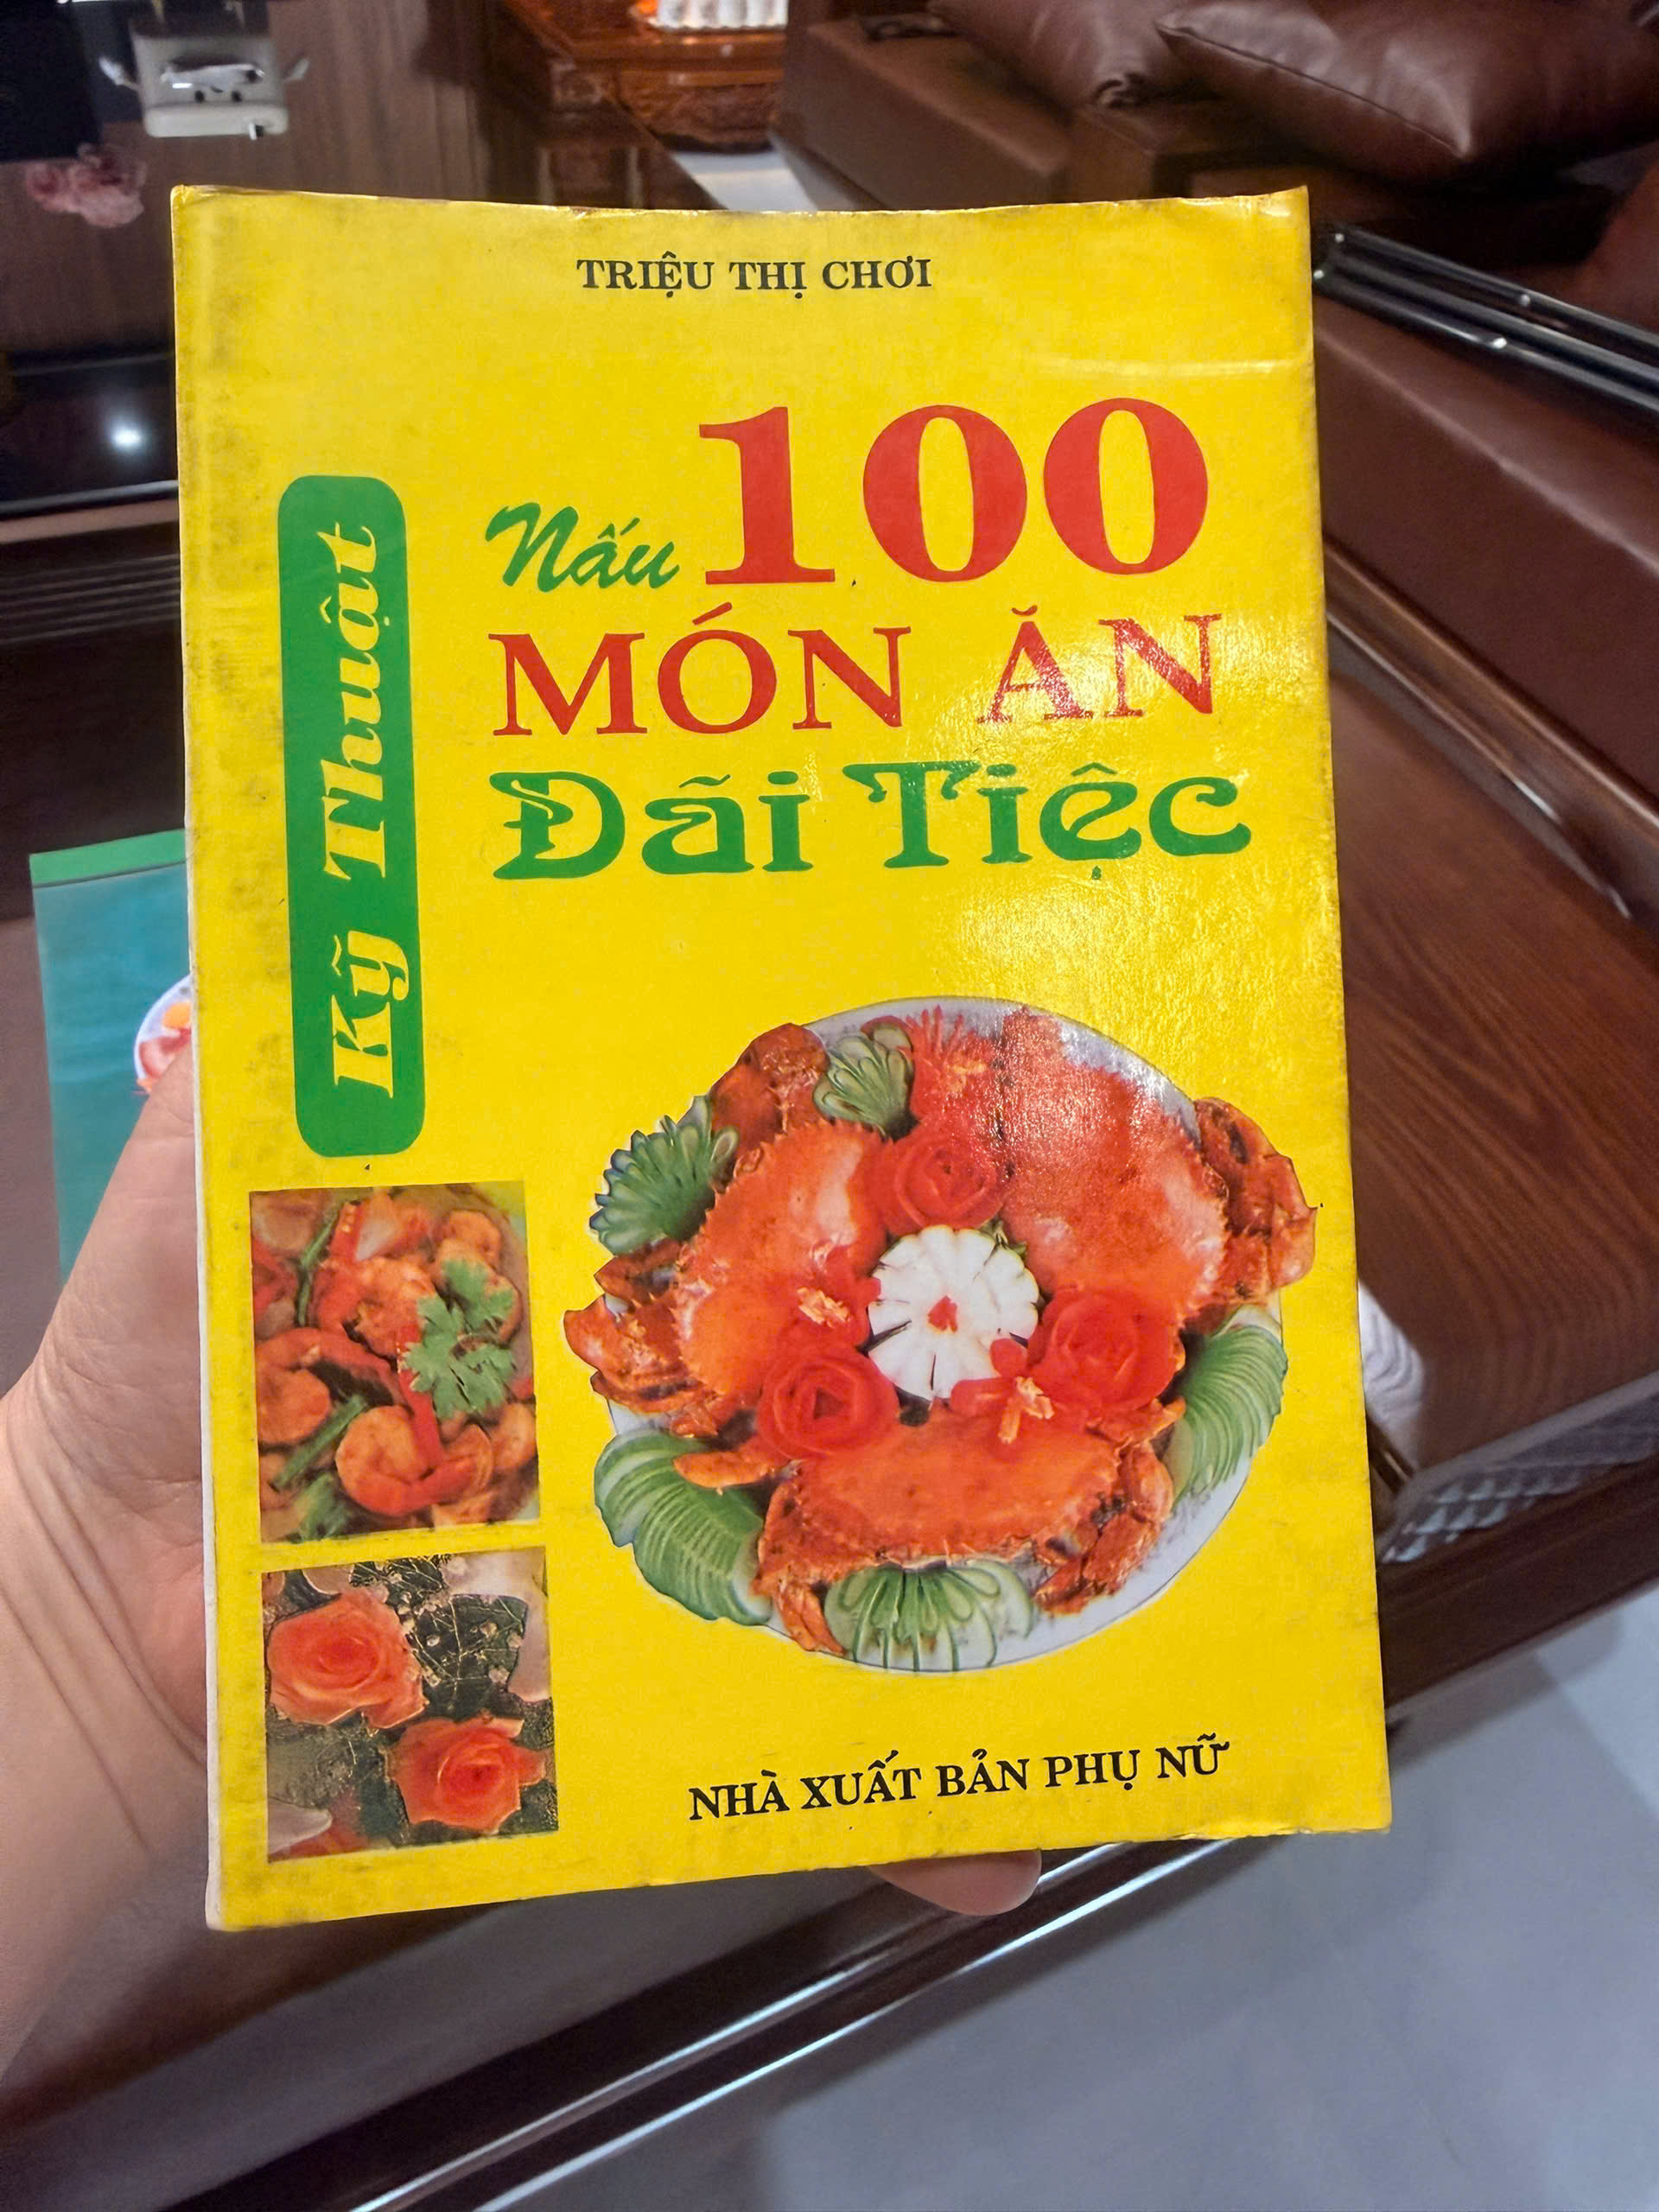 TRIỆU THỊ CHƠI
Kỹ Thuật
Nấu 100
MÓN ĂN
Đãi Tiệc
NHÀ XUẤT BẢN PHỤ NỮ